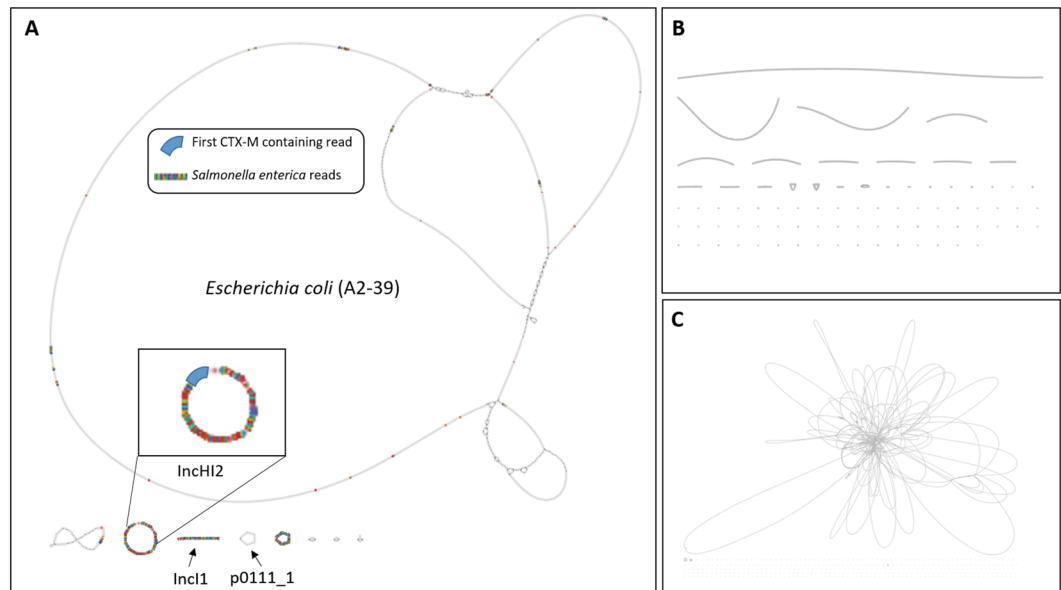 A
First CTX-M containing read
Salmonella enterica reads
Escherichia coli (A2-39)
IncHI2
IncI1
p0111_1
B
C